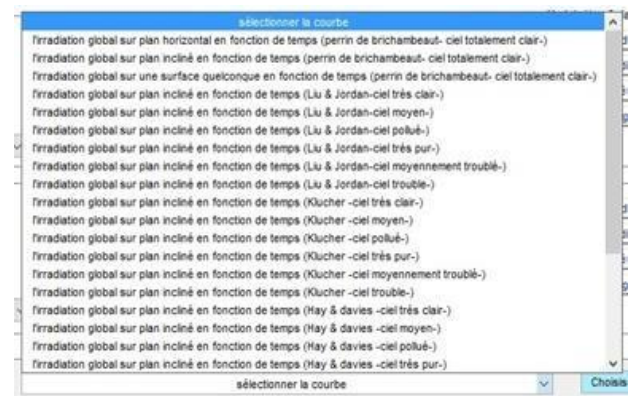 sélectionner la courbe
l'irradiation global sur plan horizontal en fonction de temps (perrin de brichambeaut- ciel totalement clair-)
l'irradiation global sur plan incliné en fonction de temps (perrin de brichambeaut- ciel totalement clair-)
l'irradiation global sur une surface quelconque en fonction de temps (perrin de brichambeaut- ciel totalement clair-)
l'irradiation global sur plan incliné en fonction de temps (Liu & Jordan-ciel très clair-)
l'irradiation global sur plan incliné en fonction de temps (Liu & Jordan-ciel moyen-)
l'irradiation global sur plan incliné en fonction de temps (Liu & Jordan-ciel pollué-)
l'irradiation global sur plan incliné en fonction de temps (Liu & Jordan-ciel très pur-)
l'irradiation global sur plan incliné en fonction de temps (Liu & Jordan-ciel moyennement troublé-)
l'irradiation global sur plan incliné en fonction de temps (Liu & Jordan-ciel trouble-)
l'irradiation global sur plan incliné en fonction de temps (Klucher -ciel très clair-)
l'irradiation global sur plan incliné en fonction de temps (Klucher -ciel moyen-)
l'irradiation global sur plan incliné en fonction de temps (Klucher -ciel pollué-)
l'irradiation global sur plan incliné en fonction de temps (Klucher -ciel très pur-)
l'irradiation global sur plan incliné en fonction de temps (Klucher -ciel moyennement troublé-)
l'irradiation global sur plan incliné en fonction de temps (Klucher -ciel trouble-)
l'irradiation global sur plan incliné en fonction de temps (Hay & davies -ciel très clair-)
l'irradiation global sur plan incliné en fonction de temps (Hay & davies -ciel moyen-)
l'irradiation global sur plan incliné en fonction de temps (Hay & davies -ciel pollué-)
l'irradiation global sur plan incliné en fonction de temps (Hay & davies -ciel très pur-)
sélectionner la courbe
Choisis